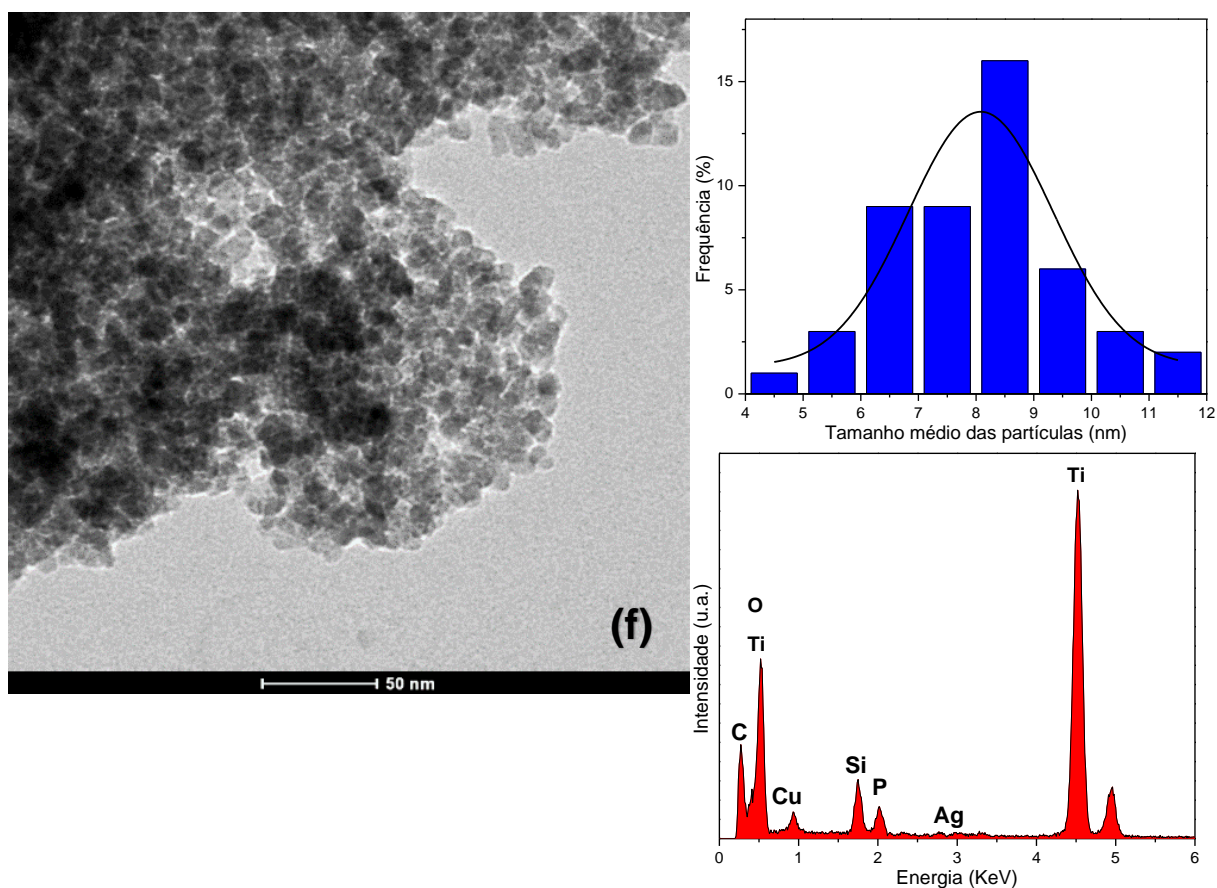 (f)
50 nm
Frequência (%)
15
10
5
0
4 5 6 7 8 9 10 11 12
Tamanho médio das partículas (nm)
Intensidade (u.a.)
Ti
O
Ti
C
Si
P
Cu
Ag
0 1 2 3 4 5 6
Energia (KeV)